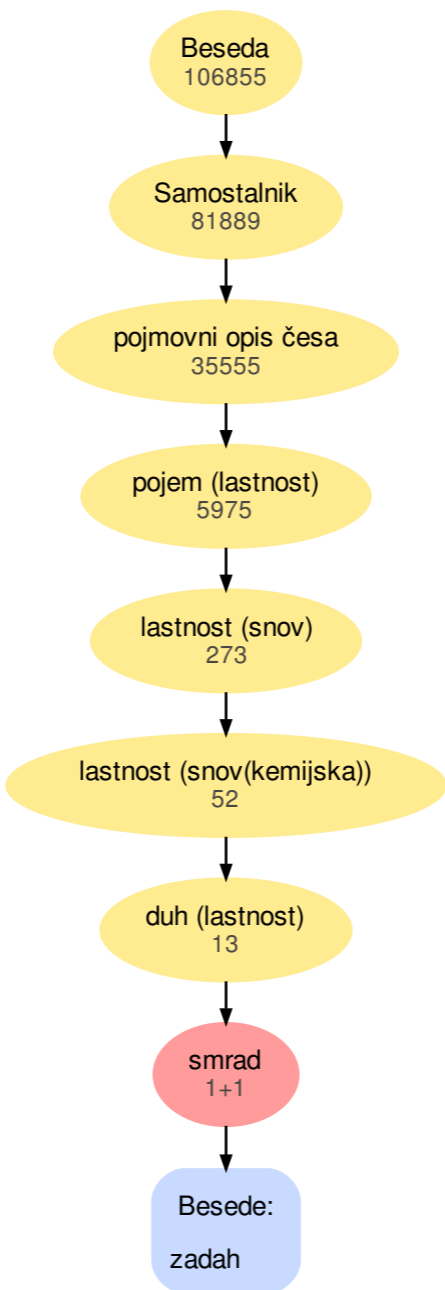 Beseda
106855
Samostalnik
81889
pojmovni opis česa
35555
pojem (lastnost)
5975
lastnost (snov)
273
lastnost (snov(kemijska))
52
duh (lastnost)
13
smrad
1+1
Besede:
zadah